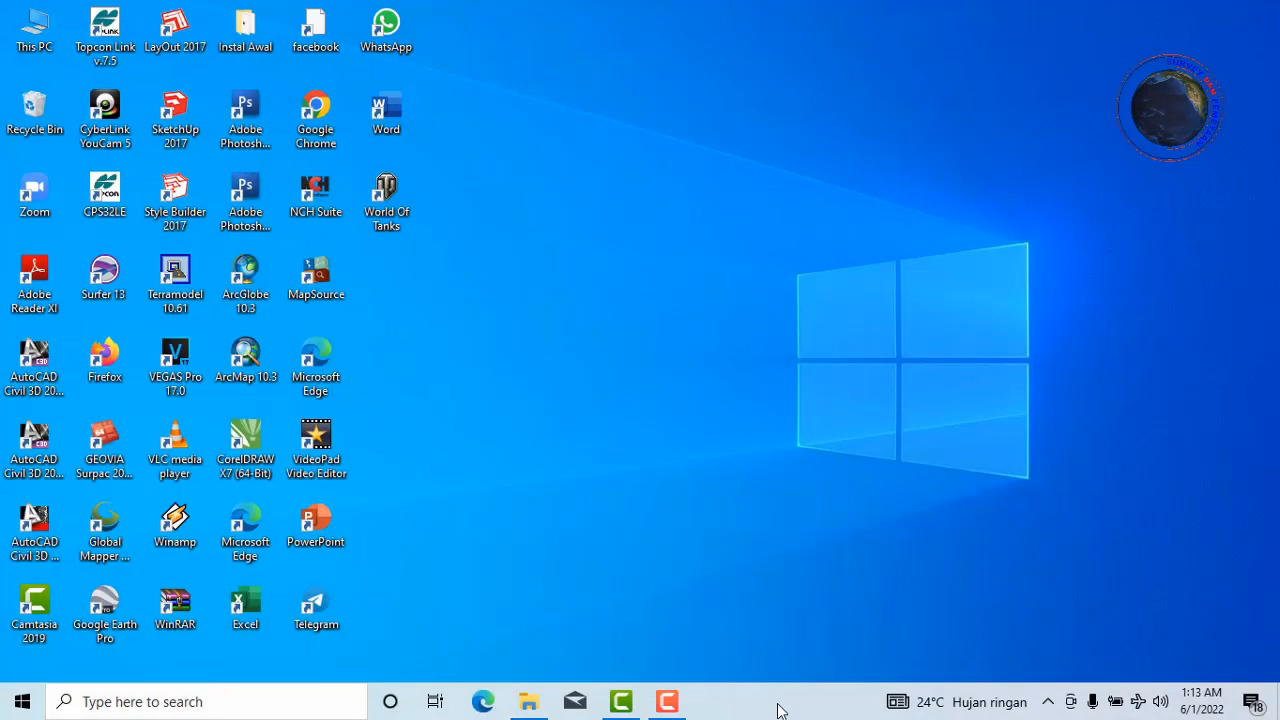 This PC
Topcon Link
v.7.5
LayOut 2017
Instal Awal
facebook
WhatsApp
Recycle Bin
CyberLink
YouCam 5
SketchUp
2017
Adobe
Photosh...
Google
Chrome
Word
Zoom
CPS32LE
Style Builder
2017
Adobe
Photosh...
NCH Suite
World Of
Tanks
Adobe
Reader XI
Surfer 13
Terramodel
10.61
ArcGlobe
10.3
MapSource
AutoCAD
Civil 3D 20...
Firefox
VEGAS Pro
17.0
ArcMap 10.3
Microsoft
Edge
AutoCAD
Civil 3D 20...
GEOVIA
Surpac 20...
VLC media
player
CorelDRAW
X7 (64-Bit)
VideoPad
Video Editor
AutoCAD
Civil 3D ...
Global
Mapper ...
Winamp
Microsoft
Edge
PowerPoint
Camtasia
2019
Google Earth
Pro
WinRAR
Excel
Telegram
SURVEY DAN PEMETAAN
Type here to search
24°C Hujan ringan
1:13 AM
6/1/2022
18